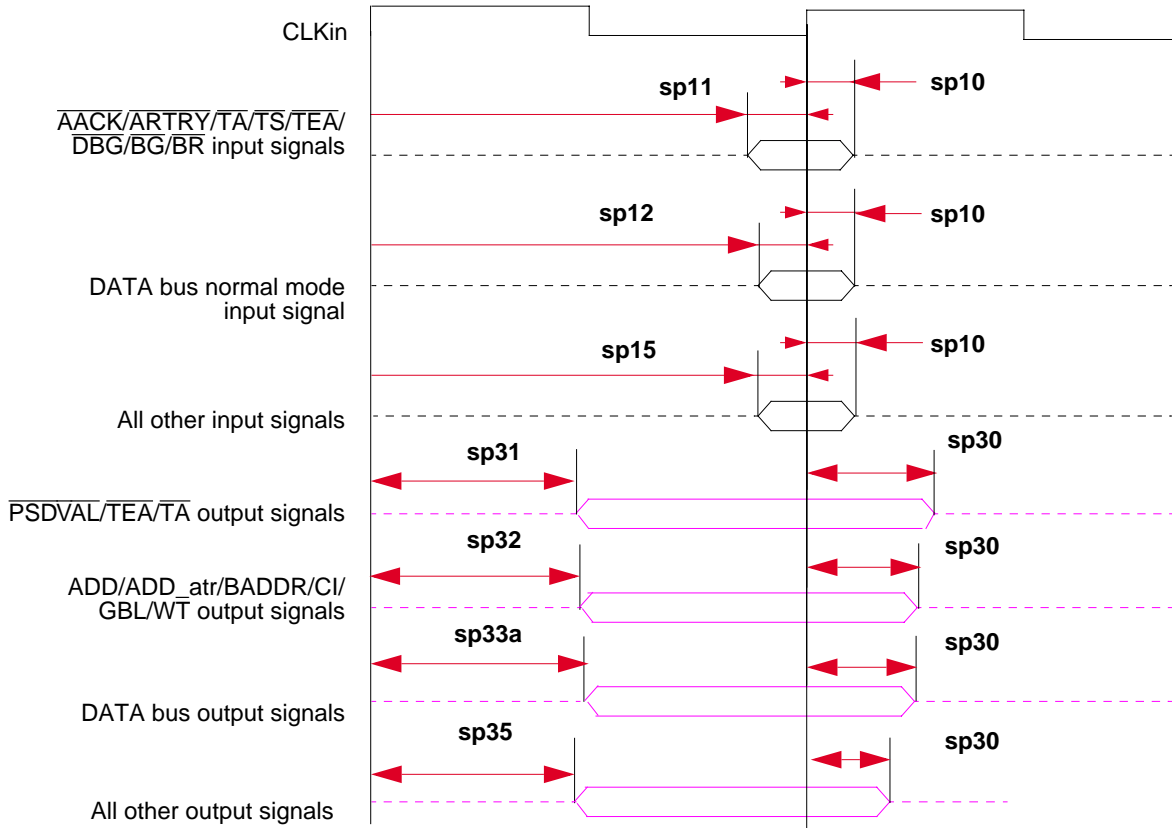 CLKin
sp11
sp10
AACK/ARTRY/TA/TS/TEA/
DBG/BG/BR input signals
sp12
sp10
DATA bus normal mode
input signal
sp15
sp10
All other input signals
sp31
sp30
PSDVAL/TEA/TA output signals
sp32
sp30
ADD/ADD_atr/BADDR/CI/
GBL/WT output signals
sp33a
sp30
DATA bus output signals
sp35
sp30
All other output signals